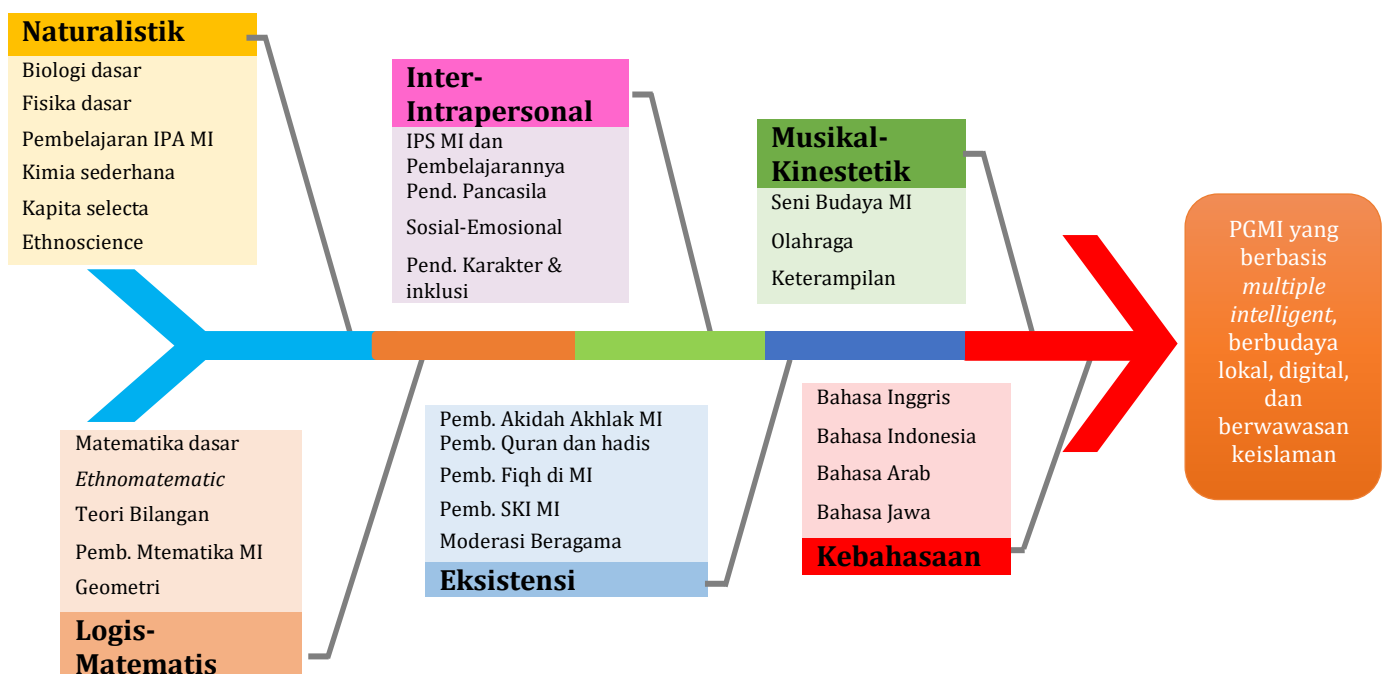 Naturalistik
Biologi dasar
Fisika dasar
Pembelajaran IPA MI
Kimia sederhana
Kapita selecta
Ethnoscience
Inter-
Intrapersonal
IPS MI dan
Pembelajarannya
Pend. Pancasila
Sosial-Emosional
Pend. Karakter &
inklusi
Musikal-
Kinestetik
Seni Budaya MI
Olahraga
Keterampilan
PGMI yang
berbasis
multiple
intelligent,
berbudaya
lokal, digital,
dan
berwawasan
keislaman
Matematika dasar
Ethnomatematic
Teori Bilangan
Pemb. Mtematika MI
Geometri
Logis-
Matematis
Pemb. Akidah Akhlak MI
Pemb. Quran dan hadis
Pemb. Fiqh di MI
Pemb. SKI MI
Moderasi Beragama
Eksistensi
Bahasa Inggris
Bahasa Indonesia
Bahasa Arab
Bahasa Jawa
Kebahasaan